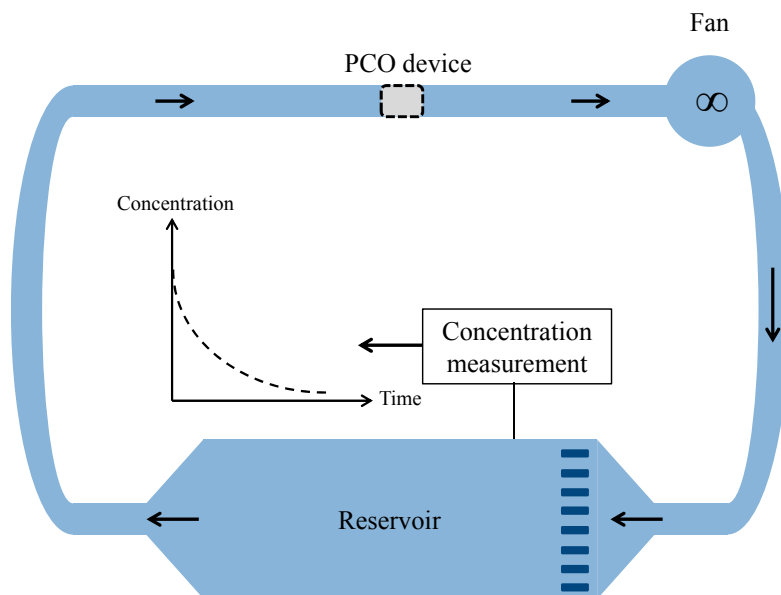 Fan
PCO device
∞
Concentration
Concentration
measurement
Time
Reservoir